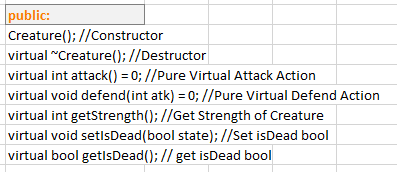 public:
Creature(); //Constructor
virtual ~Creature(); //Destructor
virtual int attack() = 0; //Pure Virtual Attack Action
virtual void defend(int atk) = 0; //Pure Virtual Defend Action
virtual int getStrength(); //Get Strength of Creature
virtual void setIsDead(bool state); //Set isDead bool
virtual bool getIsDead(); // get isDead bool